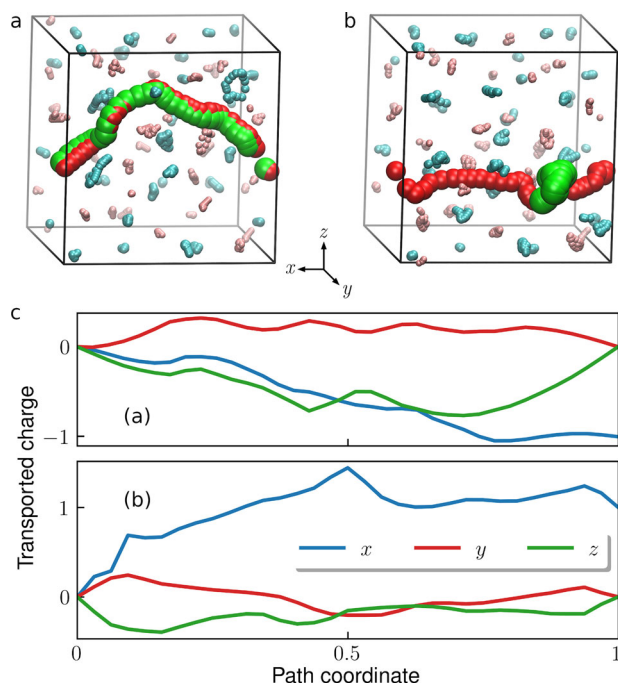 a
b
z
x
y
c
0
(a)
−1
Transported charge
(b)
1
x y z
0
0 0.5 1
Path coordinate